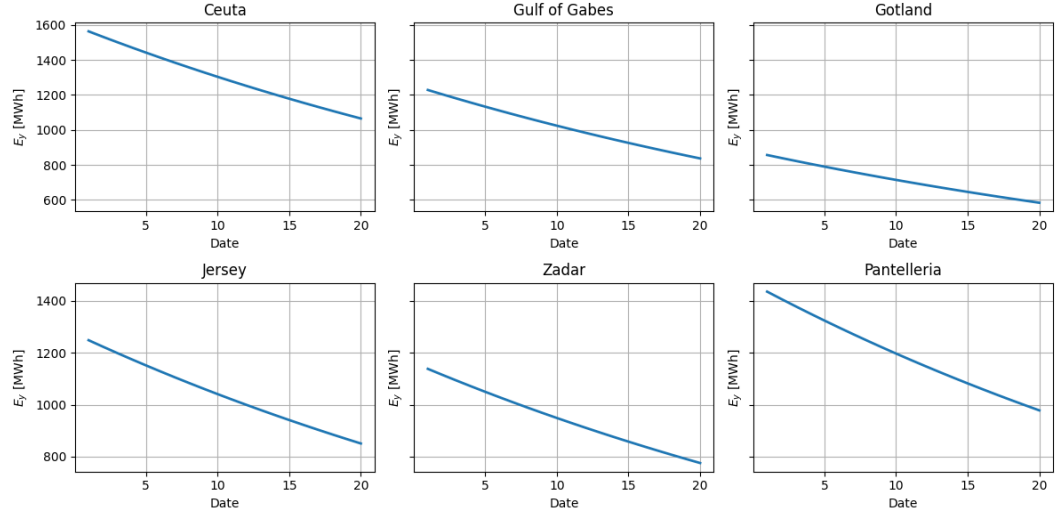 Ceuta
Gulf of Gabes
Gotland
1600
1400
1200
1000
800
600
E_y [MWh]
E_y [MWh]
E_y [MWh]
5 10 15 20
5 10 15 20
5 10 15 20
Date
Date
Date
Jersey
Zadar
Pantelleria
1400
1200
1000
800
E_y [MWh]
E_y [MWh]
E_y [MWh]
5 10 15 20
5 10 15 20
5 10 15 20
Date
Date
Date